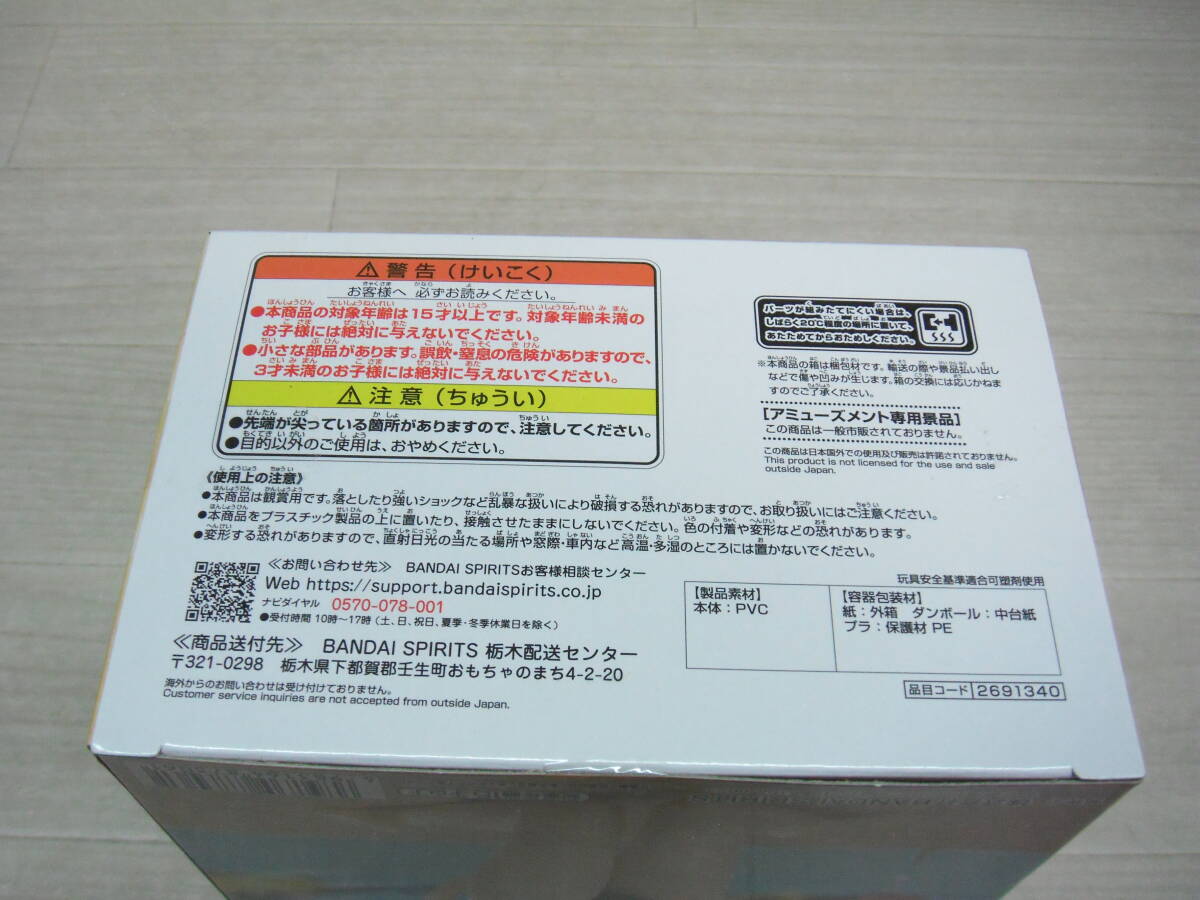 ⚠警告(けいこく)
お客様へ 必ずお読みください。
●本商品の対象年齢は15才以上です。対象年齢未満の
お子様には絶対に与えないでください。
●小さな部品があります。誤飲・窒息の危険がありますので、
3才未満のお子様には絶対に与えないでください。
⚠注意(ちゅうい)
●先端が尖っている箇所がありますので、注意してください。
●目的以外のご使用は、おやめください。
パーツが組みたてにくい場合は、
しばらく20℃程度の場所に置いて、
あたためてからおためしください。
※本商品の箱は梱包材です。輸送の際や景品払い出し
などで傷や凹みが生じます。箱の交換には応じかねま
すのでご了承ください。
【アミューズメント専用景品】
この商品は一般市販されておりません。
この商品は日本国外での使用及び販売は許諾されておりません。
This product is not licensed for the use and sale
outside Japan.
《使用上の注意》
●本商品は観賞用です。落としたり強いショックなど乱暴な扱いにより破損する恐れがありますので、お取り扱いにはご注意ください。
●本商品をプラスチック製品の上に置いたり、接触させたままにしないでください。色の付着や変形などの恐れがあります。
●変形する恐れがありますので、直射日光の当たる場所や窓際・車内など高温・多湿のところには置かないでください。
≪お問い合わせ先≫ BANDAI SPIRITSお客様相談センター
Web https://support.bandaispirits.co.jp
ナビダイヤル 0570-078-001
●受付時間 10時～17時(土、日、祝日、夏季・冬季休業日を除く)
≪商品送付先≫ BANDAI SPIRITS 栃木配送センター
〒321-0298 栃木県下都賀郡壬生町おもちゃのまち4-2-20
海外からのお問い合わせは受け付けておりません。
Customer service inquiries are not accepted from outside Japan.
玩具安全基準適合可塑剤使用
【製品素材】
本体:PVC
【容器包装材】
紙:外箱 ダンボール:中台紙
プラ:保護材 PE
品目コード 2691340